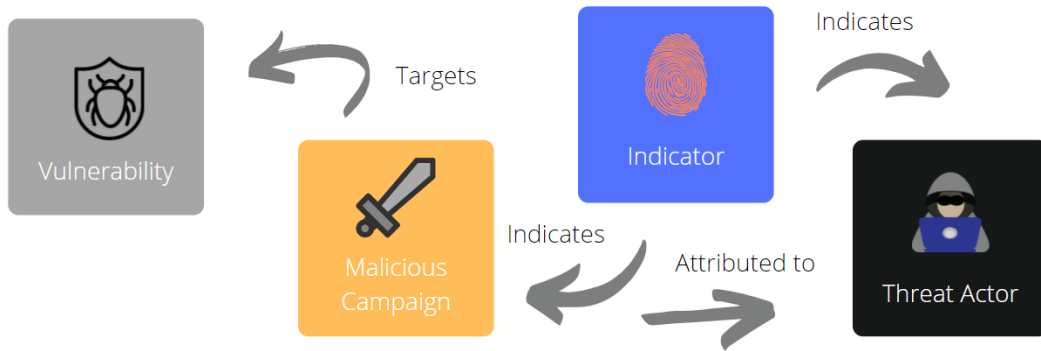 Indicates
Targets
Vulnerability
Indicator
Indicates
Attributed to
Malicious
Campaign
Threat Actor